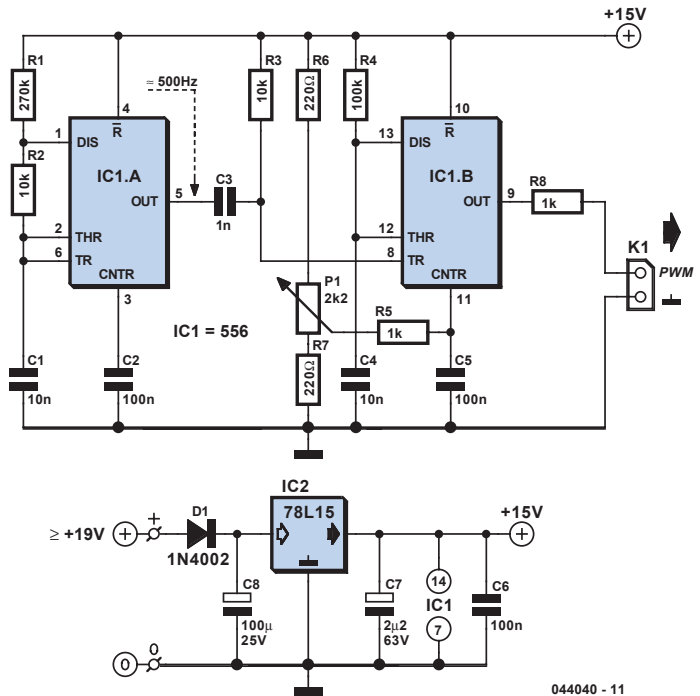 +15V
R1
270k
R2
10k
1
DIS
4
R
IC1.A
OUT
5
2
THR
6
TR
CNTR
3
≈ 500Hz
C3
1n
R3
10k
R6
220Ω
R4
100k
13
DIS
10
R
IC1.B
OUT
9
12
THR
8
TR
CNTR
11
R8
1k
K1
PWM
P1
2k2
R5
1k
R7
220Ω
IC1 = 556
C1
10n
C2
100n
C4
10n
C5
100n
IC2
78L15
≥ +19V
+
D1
1N4002
+15V
C8
100µ
25V
C7
2µ2
63V
14
IC1
7
C6
100n
0
0
044040 - 11